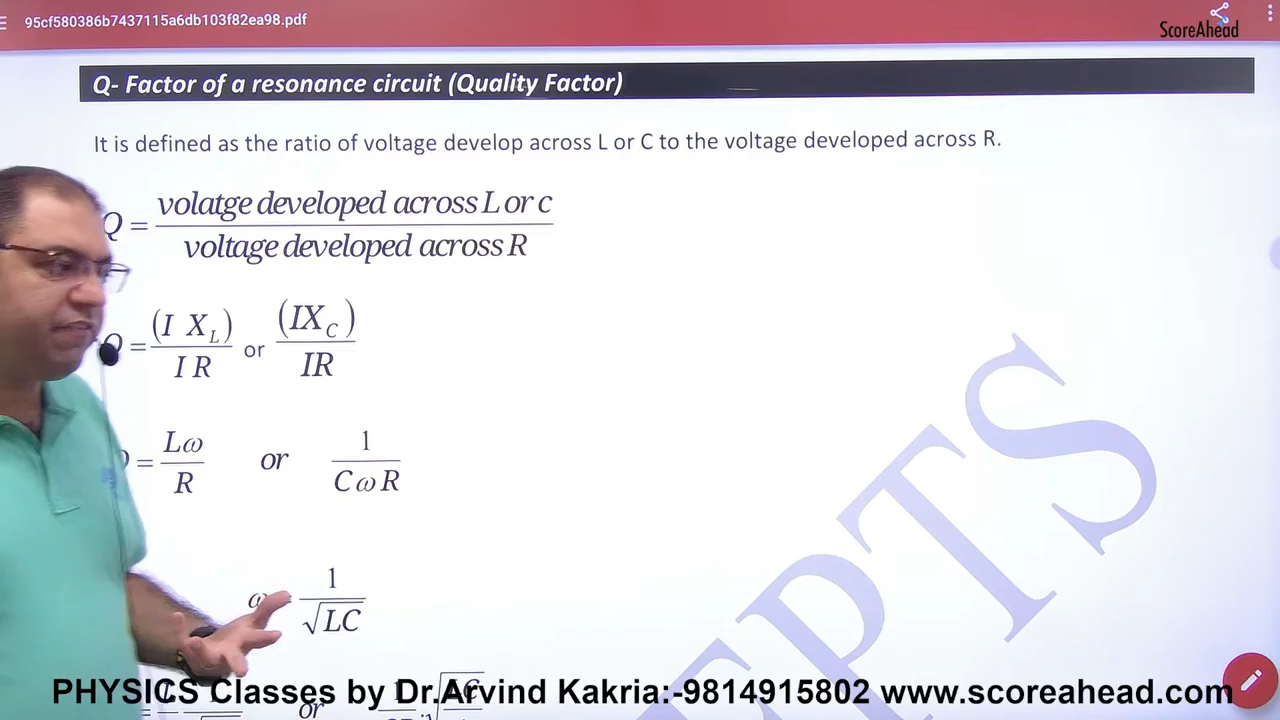 95cf580386b7437115a6db103f82ea98.pdf
ScoreAhead
Q- Factor of a resonance circuit (Quality Factor)
It is defined as the ratio of voltage develop across L or C to the voltage developed across R.
Q = volatge developed across L or c / voltage developed across R
Q = (I X_L) / I R or (IX_C) / IR
= Lω / R or 1 / C ω R
ω = 1 / √LC
or
PHYSICS Classes by Dr.Arvind Kakria:-9814915802 www.scoreahead.com